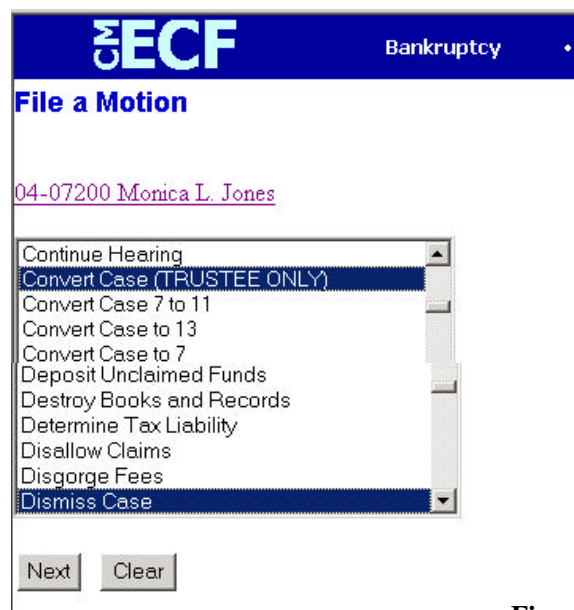 CM ECF Bankruptcy •
File a Motion
04-07200 Monica L. Jones
Continue Hearing
Convert Case (TRUSTEE ONLY)
Convert Case 7 to 11
Convert Case to 13
Convert Case to 7
Deposit Unclaimed Funds
Destroy Books and Records
Determine Tax Liability
Disallow Claims
Disgorge Fees
Dismiss Case
Next Clear